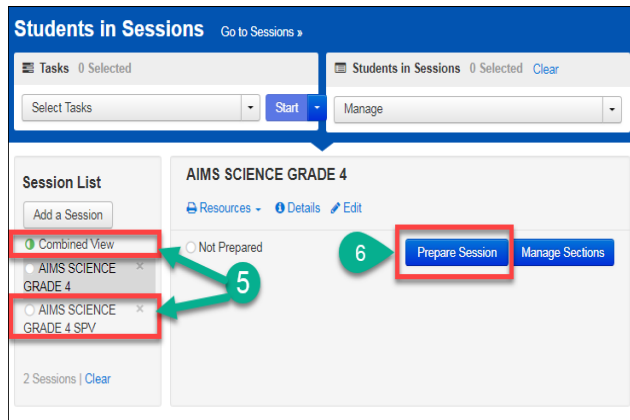 Students in Sessions Go to Sessions »
Tasks 0 Selected
Students in Sessions 0 Selected Clear
Select Tasks
Start
Manage
Session List
Add a Session
Combined View
AIMS SCIENCE ×
GRADE 4
AIMS SCIENCE ×
GRADE 4 SPV
2 Sessions | Clear
5
AIMS SCIENCE GRADE 4
Resources Details Edit
Not Prepared
6
Prepare Session
Manage Sections